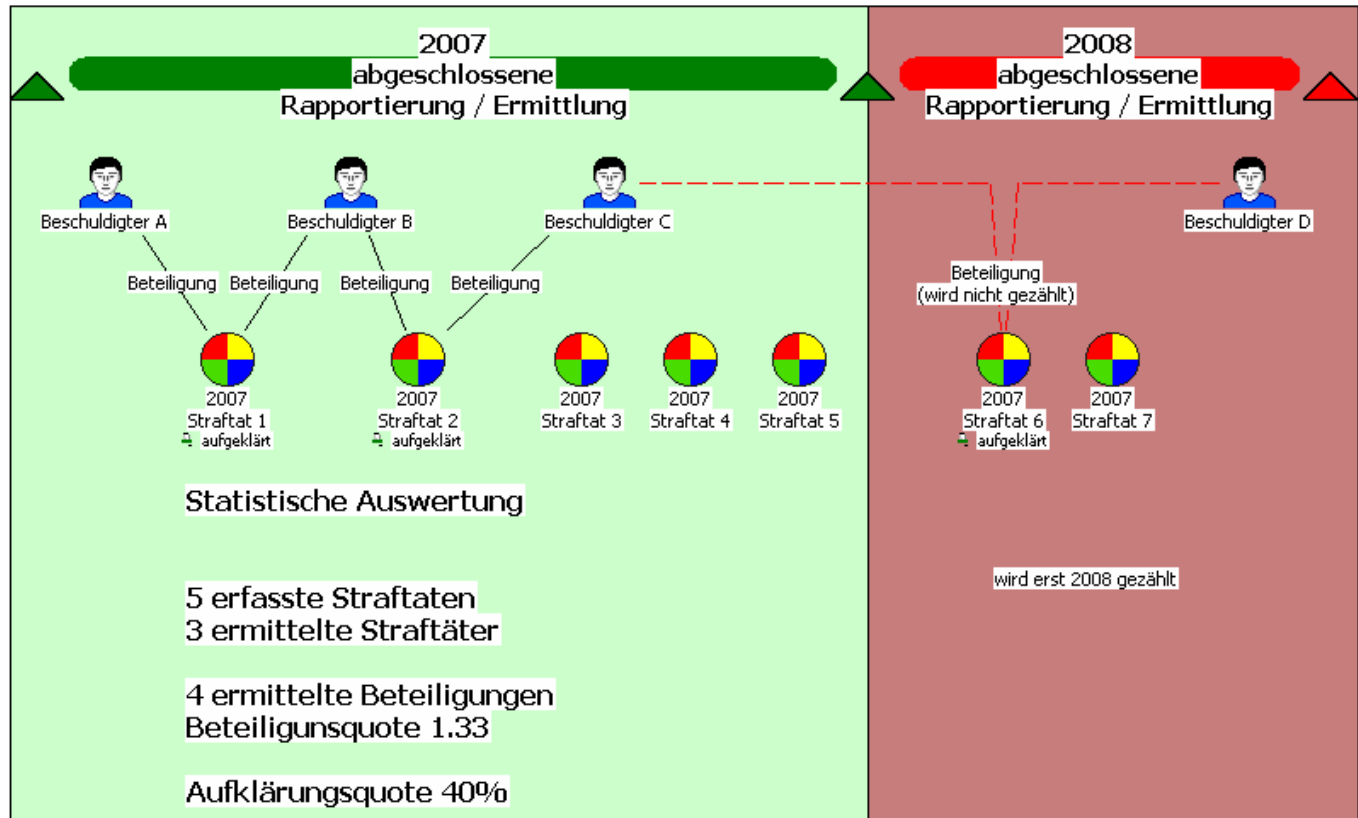 2007
abgeschlossene
Rapportierung / Ermittlung
2008
abgeschlossene
Rapportierung / Ermittlung
Beschuldigter A
Beschuldigter B
Beschuldigter C
Beschuldigter D
Beteiligung
Beteiligung
Beteiligung
Beteiligung
Beteiligung
(wird nicht gezählt)
2007
Straftat 1
aufgeklärt
2007
Straftat 2
aufgeklärt
2007
Straftat 3
2007
Straftat 4
2007
Straftat 5
2007
Straftat 6
aufgeklärt
2007
Straftat 7
Statistische Auswertung
5 erfasste Straftaten
3 ermittelte Straftäter
4 ermittelte Beteiligungen
Beteiligunsquote 1.33
Aufklärungsquote 40%
wird erst 2008 gezählt